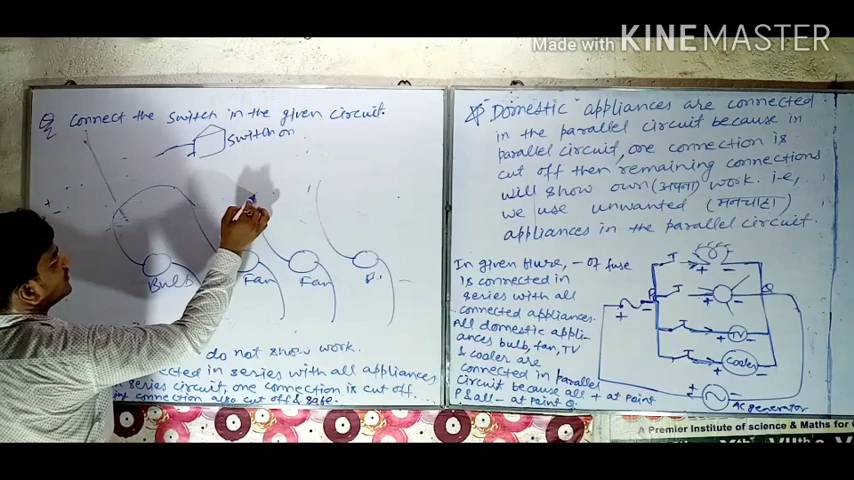 Made with KINEMASTER
Q Connect the Switch in the given Circuit.
Switch on
+
-
Bulb
Fan
Fan
do not show work.
connected in series with all appliances
series circuit, one connection is cut off.
connection also cut off & safe.
Domestic appliances are connected
in the parallel circuit because in
parallel circuit, one connection is
cut off then remaining connections
will show own (अपना) work. i.e,
we use unwanted (मनचाहा)
appliances in the parallel circuit.
In given fiure, - of fuse
is connected in
series with all
connected appliances.
All domestic appli-
ances bulb, fan, TV
& cooler are
connected in parallel
circuit because all + at Point
P & all - at Point Q.
+ -
P
Q
+ -
+
+ TV -
+ Cooler -
+ -
AC generator
A Premier Institute of science & Maths for